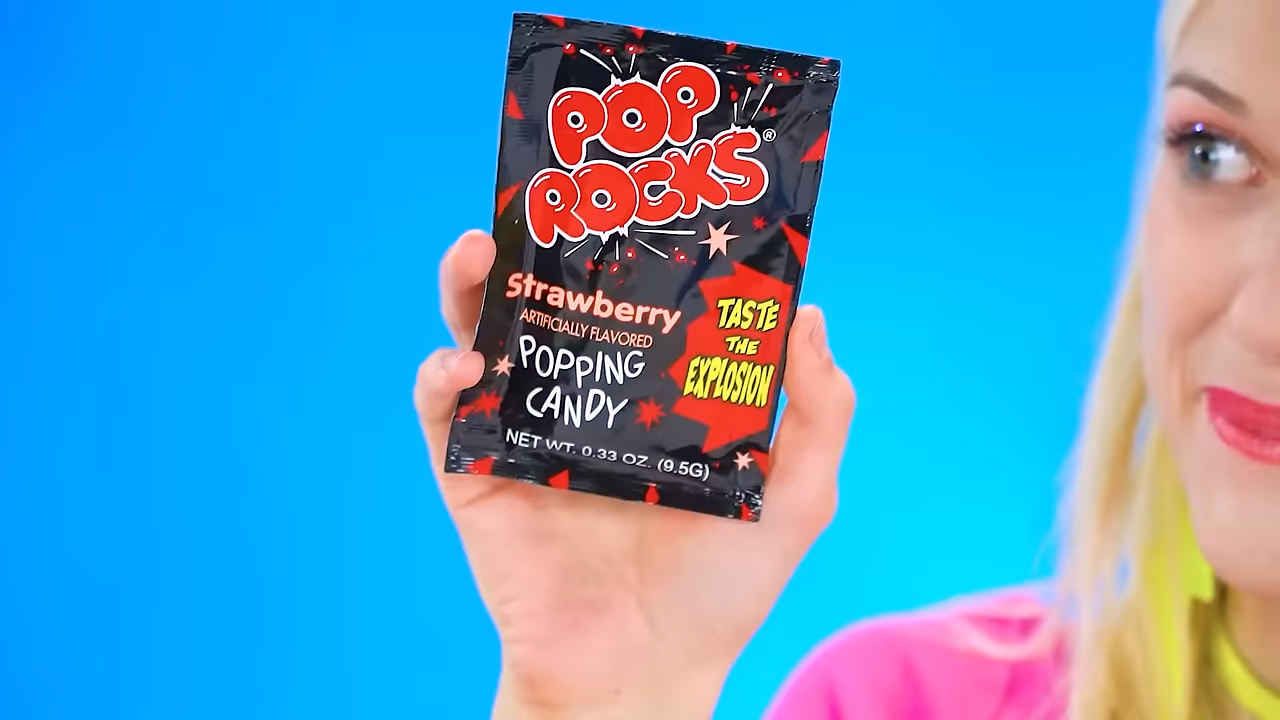 POP
ROCKS®
Strawberry
ARTIFICIALLY FLAVORED
POPPING
CANDY
TASTE
THE
EXPLOSION
NET WT. 0.33 OZ. (9.5G)